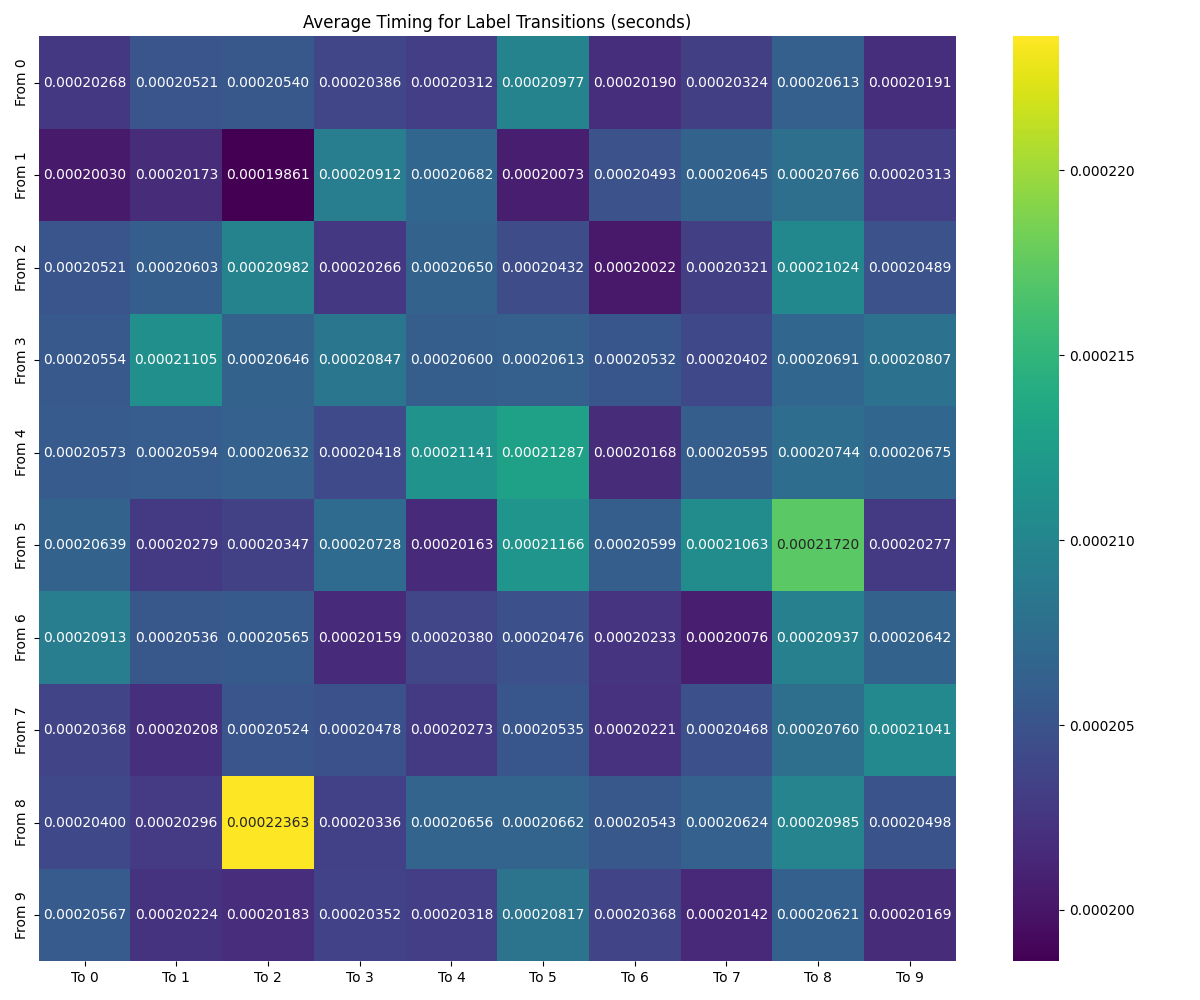 Average Timing for Label Transitions (seconds)
From 0 0.00020268 0.00020521 0.00020540 0.00020386 0.00020312 0.00020977 0.00020190 0.00020324 0.00020613 0.00020191
From 1 0.00020030 0.00020173 0.00019861 0.00020912 0.00020682 0.00020073 0.00020493 0.00020645 0.00020766 0.00020313
From 2 0.00020521 0.00020603 0.00020982 0.00020266 0.00020650 0.00020432 0.00020022 0.00020321 0.00021024 0.00020489
From 3 0.00020554 0.00021105 0.00020646 0.00020847 0.00020600 0.00020613 0.00020532 0.00020402 0.00020691 0.00020807
From 4 0.00020573 0.00020594 0.00020632 0.00020418 0.00021141 0.00021287 0.00020168 0.00020595 0.00020744 0.00020675
From 5 0.00020639 0.00020279 0.00020347 0.00020728 0.00020163 0.00021166 0.00020599 0.00021063 0.00021720 0.00020277
From 6 0.00020913 0.00020536 0.00020565 0.00020159 0.00020380 0.00020476 0.00020233 0.00020076 0.00020937 0.00020642
From 7 0.00020368 0.00020208 0.00020524 0.00020478 0.00020273 0.00020535 0.00020221 0.00020468 0.00020760 0.00021041
From 8 0.00020400 0.00020296 0.00022363 0.00020336 0.00020656 0.00020662 0.00020543 0.00020624 0.00020985 0.00020498
From 9 0.00020567 0.00020224 0.00020183 0.00020352 0.00020318 0.00020817 0.00020368 0.00020142 0.00020621 0.00020169
To 0 To 1 To 2 To 3 To 4 To 5 To 6 To 7 To 8 To 9
0.000220
0.000215
0.000210
0.000205
0.000200